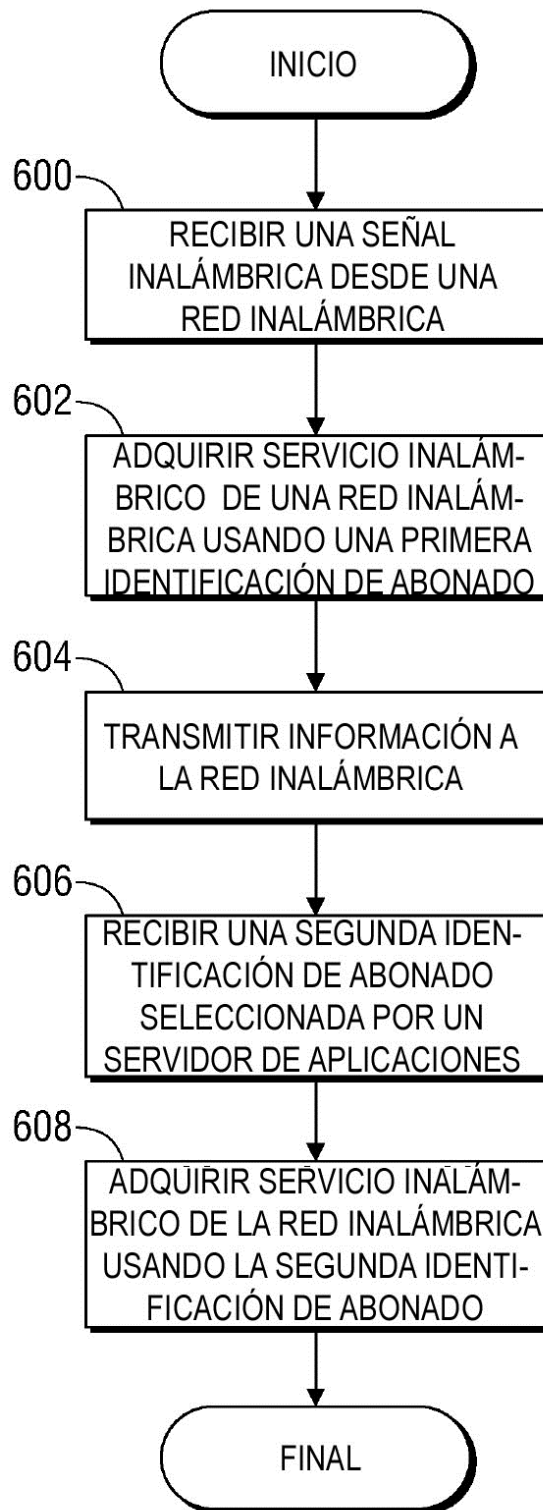 INICIO
600
RECIBIR UNA SEÑAL
INALÁMBRICA DESDE UNA
RED INALÁMBRICA
602
ADQUIRIR SERVICIO INALÁM-
BRICO DE UNA RED INALÁM-
BRICA USANDO UNA PRIMERA
IDENTIFICACIÓN DE ABONADO
604
TRANSMITIR INFORMACIÓN A
LA RED INALÁMBRICA
606
RECIBIR UNA SEGUNDA IDEN-
TIFICACIÓN DE ABONADO
SELECCIONADA POR UN
SERVIDOR DE APLICACIONES
608
ADQUIRIR SERVICIO INALÁM-
BRICO DE LA RED INALÁMBRICA
USANDO LA SEGUNDA IDENTI-
FICACIÓN DE ABONADO
FINAL